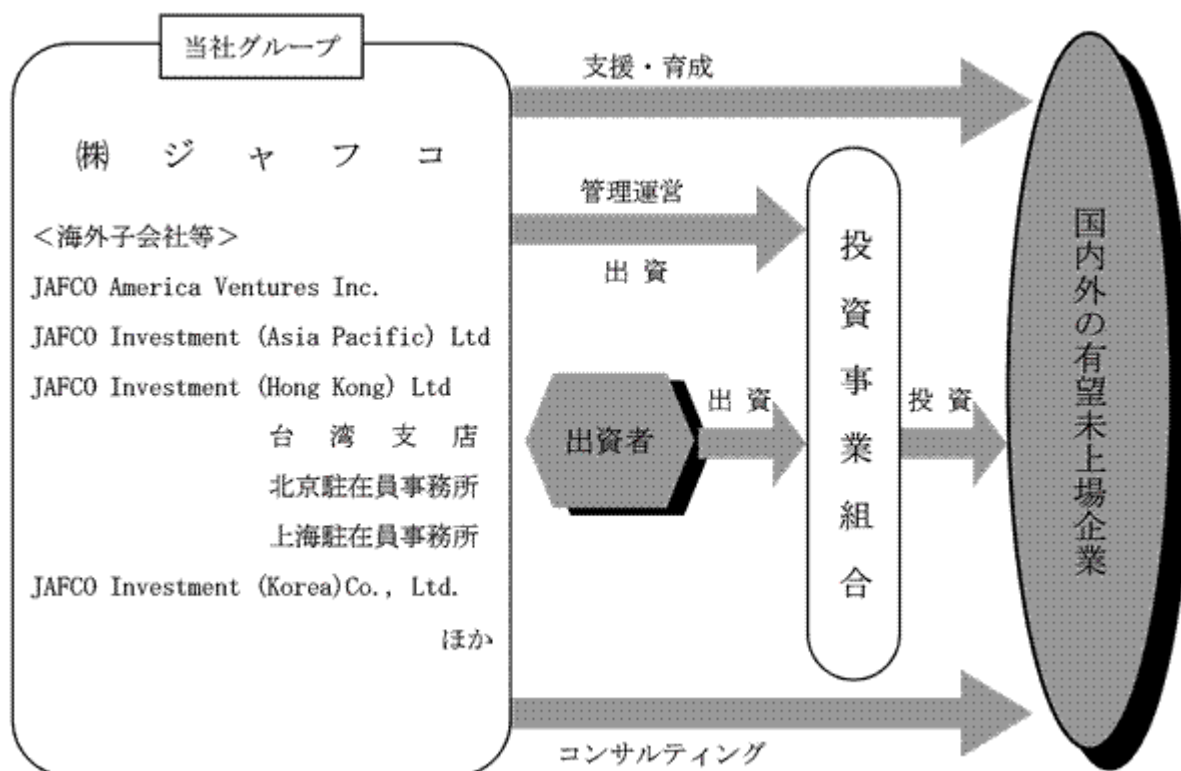 当社グループ
㈱ ジ ャ フ コ
<海外子会社等>
JAFCO America Ventures Inc.
JAFCO Investment (Asia Pacific) Ltd
JAFCO Investment (Hong Kong) Ltd
台 湾 支 店
北京駐在員事務所
上海駐在員事務所
JAFCO Investment (Korea)Co., Ltd.
ほか
支援・育成
管理運営
出 資
出資者
出 資
投資事業組合
投 資
国内外の有望未上場企業
コンサルティング